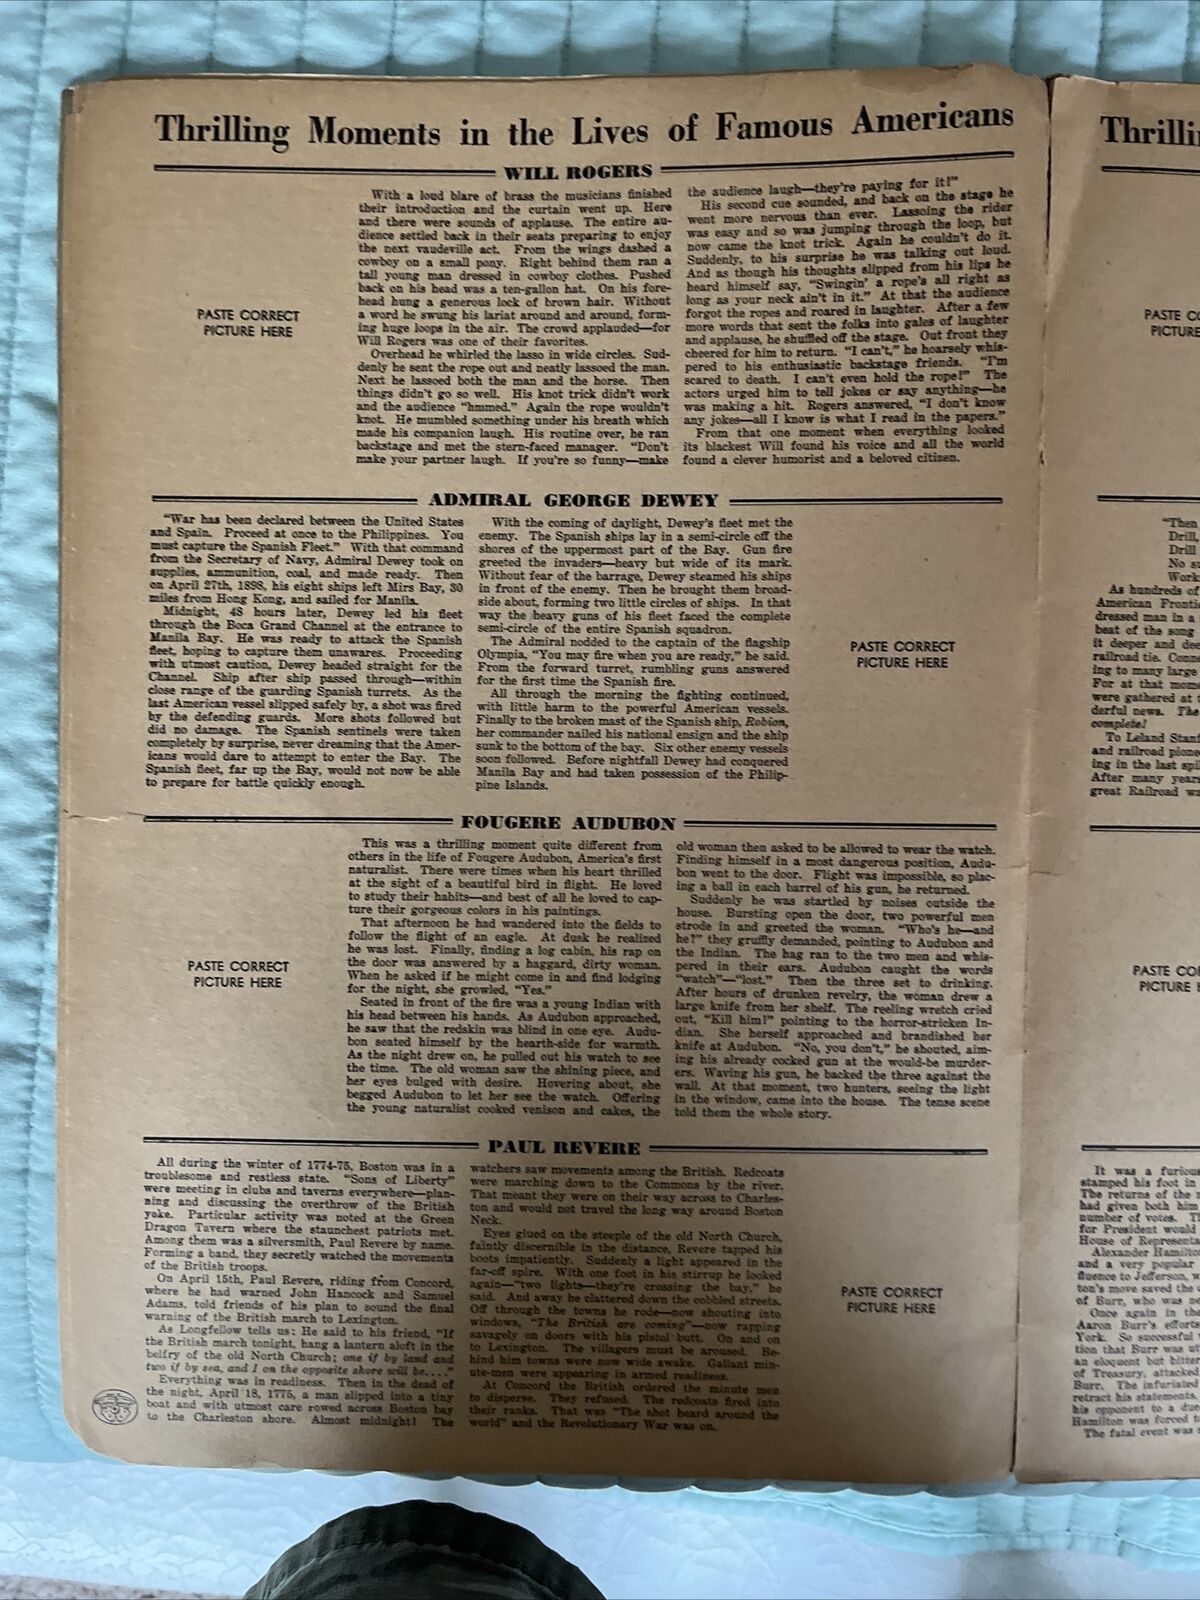 Thrilling Moments in the Lives of Famous Americans
WILL ROGERS
With a loud blare of brass the musicians finished
their introduction and the curtain went up. Here
and there were sounds of applause. The entire au-
dience settled back in their seats preparing to enjoy
the next vaudeville act. From the wings dashed a
cowboy on a small pony. Right behind them ran a
tall young man dressed in cowboy clothes. Pushed
back on his head was a ten-gallon hat. On his fore-
head hung a generous lock of brown hair. Without
a word he swung his lariat around and around, form-
ing huge loops in the air. The crowd applauded—for
Will Rogers was one of their favorites.
Overhead he whirled the lasso in wide circles. Sud-
denly he sent the rope out and neatly lassoed the man.
Next he lassoed both the man and the horse. Then
things didn't go so well. His knot trick didn't work
and the audience "hmmed." Again the rope wouldn't
knot. He mumbled something under his breath which
made his companion laugh. His routine over, he ran
backstage and met the stern-faced manager. "Don't
make your partner laugh. If you're so funny—make
the audience laugh—they're paying for it!"
His second cue sounded, and back on the stage he
went more nervous than ever. Lassoing the rider
was easy and so was jumping through the loop, but
now came the knot trick. Again he couldn't do it.
Suddenly, to his surprise he was talking out loud.
And as though his thoughts slipped from his lips he
heard himself say, "Swingin' a rope's all right as
long as your neck ain't in it." At that the audience
forgot the ropes and roared in laughter. After a few
more words that sent the folks into gales of laughter
and applause, he shuffled off the stage. Out front they
cheered for him to return. "I can't," he hoarsely whis-
pered to his enthusiastic backstage friends. "I'm
scared to death. I can't even hold the rope!" The
actors urged him to tell jokes or say anything—he
was making a hit. Rogers answered, "I don't know
any jokes—all I know is what I read in the papers."
From that one moment when everything looked
its blackest Will found his voice and all the world
found a clever humorist and a beloved citizen.
PASTE CORRECT
PICTURE HERE
ADMIRAL GEORGE DEWEY
"War has been declared between the United States
and Spain. Proceed at once to the Philippines. You
must capture the Spanish Fleet." With that command
from the Secretary of Navy, Admiral Dewey took on
supplies, ammunition, coal, and made ready. Then
on April 27th, 1898, his eight ships left Mirs Bay, 30
miles from Hong Kong, and sailed for Manila.
Midnight, 48 hours later, Dewey led his fleet
through the Boca Grand Channel at the entrance to
Manila Bay. He was ready to attack the Spanish
fleet, hoping to capture them unawares. Proceeding
with utmost caution, Dewey headed straight for the
Channel. Ship after ship passed through—within
close range of the guarding Spanish turrets. As the
last American vessel slipped safely by, a shot was fired
by the defending guards. More shots followed but
did no damage. The Spanish sentinels were taken
completely by surprise, never dreaming that the Amer-
icans would dare to attempt to enter the Bay. The
Spanish fleet, far up the Bay, would not now be able
to prepare for battle quickly enough.
With the coming of daylight, Dewey's fleet met the
enemy. The Spanish ships lay in a semi-circle off the
shores of the uppermost part of the Bay. Gun fire
greeted the invaders—heavy but wide of its mark.
Without fear of the barrage, Dewey steamed his ships
in front of the enemy. Then he brought them broad-
side about, forming two little circles of ships. In that
way the heavy guns of his fleet faced the complete
semi-circle of the entire Spanish squadron.
The Admiral nodded to the captain of the flagship
Olympia, "You may fire when you are ready," he said.
From the forward turret, rumbling guns answered
for the first time the Spanish fire.
All through the morning the fighting continued,
with little harm to the powerful American vessels.
Finally to the broken mast of the Spanish ship, Robion,
her commander nailed his national ensign and the ship
sunk to the bottom of the bay. Six other enemy vessels
soon followed. Before nightfall Dewey had conquered
Manila Bay and had taken possession of the Philip-
pine Islands.
PASTE CORRECT
PICTURE HERE
FOUGERE AUDUBON
This was a thrilling moment quite different from
others in the life of Fougere Audubon, America's first
naturalist. There were times when his heart thrilled
at the sight of a beautiful bird in flight. He loved
to study their habits—and best of all he loved to cap-
ture their gorgeous colors in his paintings.
That afternoon he had wandered into the fields to
follow the flight of an eagle. At dusk he realized
he was lost. Finally, finding a log cabin, his rap on
the door was answered by a haggard, dirty woman.
When he asked if he might come in and find lodging
for the night, she growled, "Yes."
Seated in front of the fire was a young Indian with
his head between his hands. As Audubon approached,
he saw that the redskin was blind in one eye. Audu-
bon seated himself by the hearth-side for warmth.
As the night drew on, he pulled out his watch to see
the time. The old woman saw the shining piece, and
her eyes bulged with desire. Hovering about, she
begged Audubon to let her see the watch. Offering
the young naturalist cooked venison and cakes, the
old woman then asked to be allowed to wear the watch.
Finding himself in a most dangerous position, Audu-
bon went to the door. Flight was impossible, so plac-
ing a ball in each barrel of his gun, he returned.
Suddenly he was startled by noises outside the
house. Bursting open the door, two powerful men
strode in and greeted the woman. "Who's he—and
he?" they gruffly demanded, pointing to Audubon and
the Indian. The hag ran to the two men and whis-
pered in their ears. Audubon caught the words
"watch"—"lost." Then the three set to drinking.
After hours of drunken revelry, the woman drew a
large knife from her shelf. The reeling wretch cried
out, "Kill him!" pointing to the horror-stricken In-
dian. She herself approached and brandished her
knife at Audubon. "No, you don't," he shouted, aim-
ing his already cocked gun at the would-be murder-
ers. Waving his gun, he backed the three against the
wall. At that moment, two hunters, seeing the light
in the window, came into the house. The tense scene
told them the whole story.
PASTE CORRECT
PICTURE HERE
PAUL REVERE
All during the winter of 1774-75, Boston was in a
troublesome and restless state. "Sons of Liberty"
were meeting in clubs and taverns everywhere—plan-
ning and discussing the overthrow of the British
yoke. Particular activity was noted at the Green
Dragon Tavern where the staunchest patriots met.
Among them was a silversmith, Paul Revere by name.
Forming a band, they secretly watched the movements
of the British troops.
On April 15th, Paul Revere, riding from Concord,
where he had warned John Hancock and Samuel
Adams, told friends of his plan to sound the final
warning of the British march to Lexington.
As Longfellow tells us: He said to his friend, "If
the British march tonight, hang a lantern aloft in the
belfry of the old North Church; one if by land and
two if by sea, and I on the opposite shore will be...."
Everything was in readiness. Then in the dead of
the night, April 18, 1775, a man slipped into a tiny
boat and with utmost care rowed across Boston bay
to the Charleston shore. Almost midnight! The
watchers saw movements among the British. Redcoats
were marching down to the Commons by the river.
That meant they were on their way across to Charles-
ton and would not travel the long way around Boston
Neck.
Eyes glued on the steeple of the old North Church,
faintly discernible in the distance, Revere tapped his
boots impatiently. Suddenly a light appeared in the
far-off spire. With one foot in his stirrup he looked
again—"two lights—they're crossing the bay," he
said. And away he clattered down the cobbled streets.
Off through the towns he rode—now shouting into
windows, "The British are coming"—now rapping
savagely on doors with his pistol butt. On and on
to Lexington. The villagers must be aroused. Be-
hind him towns were now wide awake. Gallant min-
ute-men were appearing in armed readiness.
At Concord the British ordered the minute men
to disperse. They refused. The redcoats fired into
their ranks. That was "The shot heard around the
world" and the Revolutionary War was on.
PASTE CORRECT
PICTURE HERE
Thrilli
PASTE CO
PICTURE
"Then
Drill,
Drill
No su
Work
As hundreds of
American Frontie
dressed man in a
beat of the song
it deeper and dee
railroad tie. Conne
ing to many large
For at that mome
were gathered at
derful news. The
complete!
To Leland Stanf
and railroad pione
ing in the last spi
After many years
great Railroad wa
PASTE CO
PICTURE
It was a furious
stamped his foot in
The returns of the
had given both him
number of votes. T
for President would
House of Representa
Alexander Hamilto
and a very popular
fluence to Jefferson, w
ton's move saved the
of Burr, who was ne
Once again in the
Aaron Burr's efforts
York. So successful
tion that Burr was ut
an eloquent but bitter
of Treasury, attacked
Burr. The infuriated
retract his statements.
his opponent to a due
Hamilton was forced t
The fatal event was s